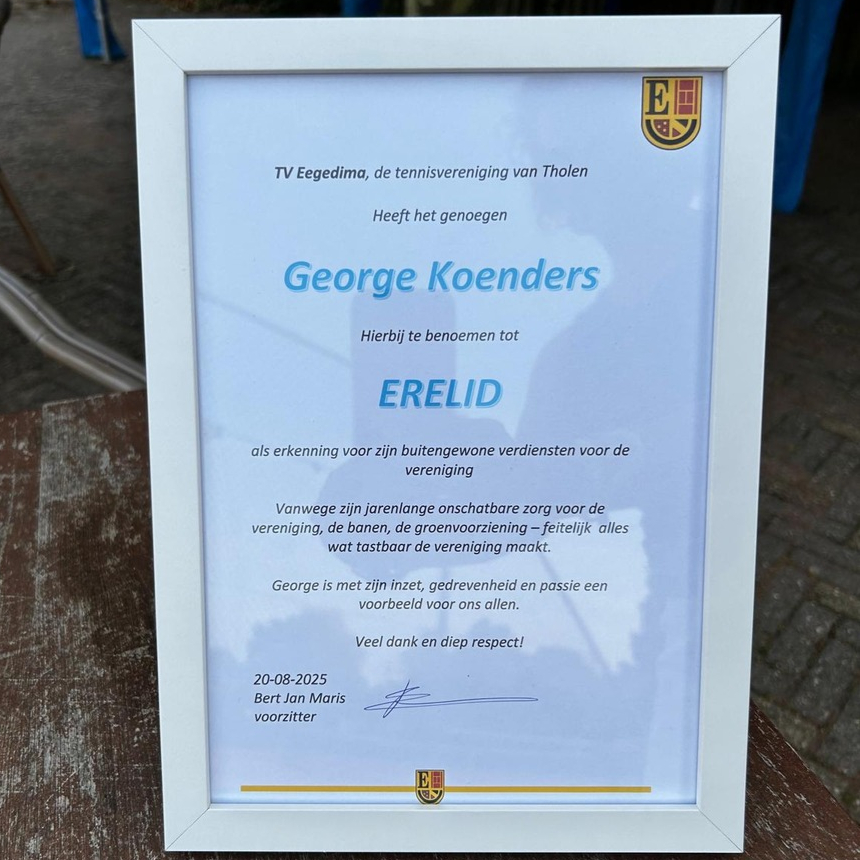 E
TV Eegedima, de tennisvereniging van Tholen
Heeft het genoegen
George Koenders
Hierbij te benoemen tot
ERELID
als erkenning voor zijn buitengewone verdiensten voor de
vereniging
Vanwege zijn jarenlange onschatbare zorg voor de
vereniging, de banen, de groenvoorziening – feitelijk alles
wat tastbaar de vereniging maakt.
George is met zijn inzet, gedrevenheid en passie een
voorbeeld voor ons allen.
Veel dank en diep respect!
20-08-2025
Bert Jan Maris
voorzitter
E